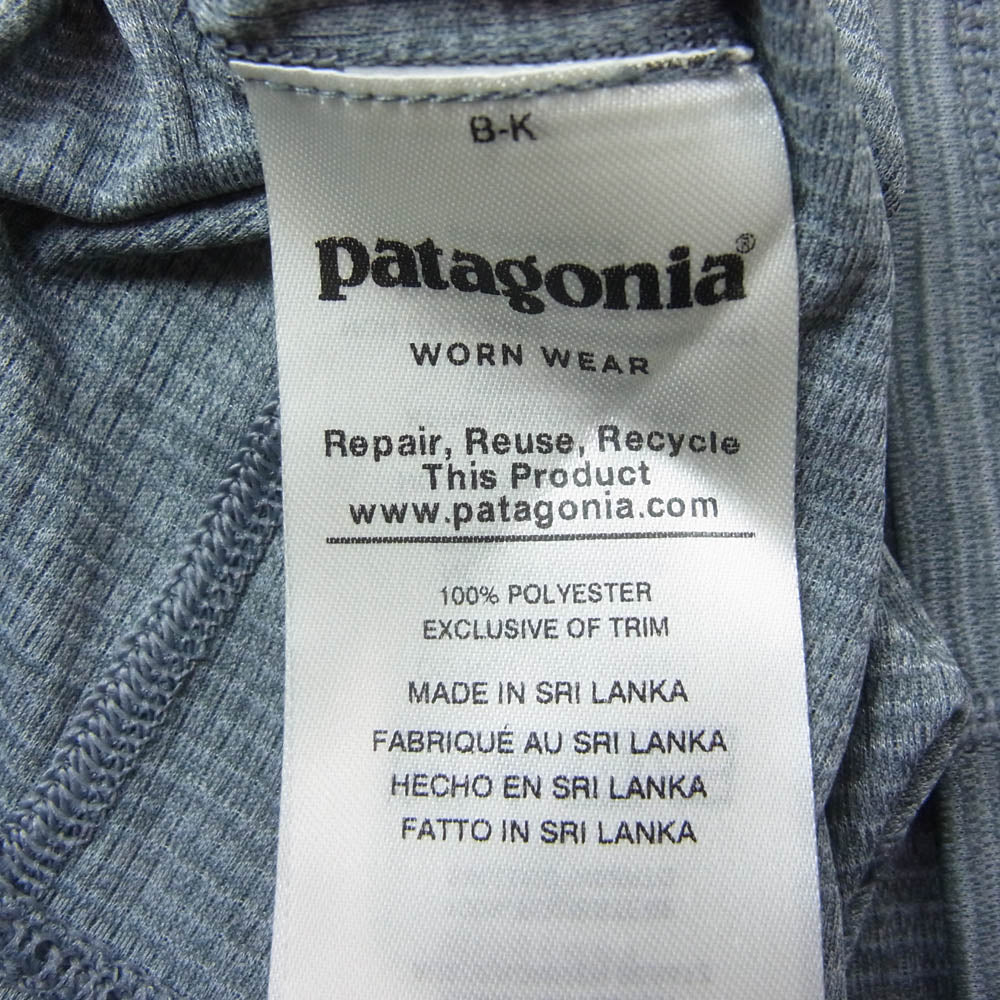 B-K
patagonia®
WORN WEAR
Repair, Reuse, Recycle
This Product
www.patagonia.com
100% POLYESTER
EXCLUSIVE OF TRIM
MADE IN SRI LANKA
FABRIQUÉ AU SRI LANKA
HECHO EN SRI LANKA
FATTO IN SRI LANKA